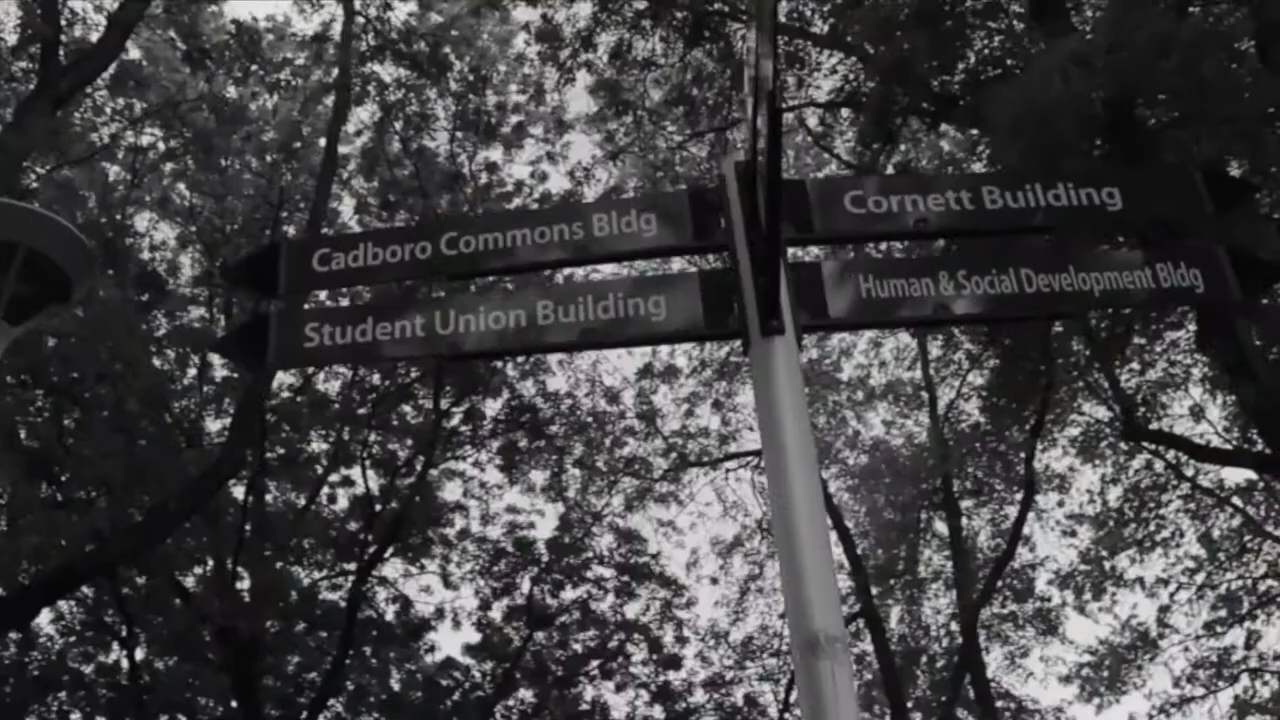 Cadboro Commons Bldg
Student Union Building
Cornett Building
Human & Social Development Bldg